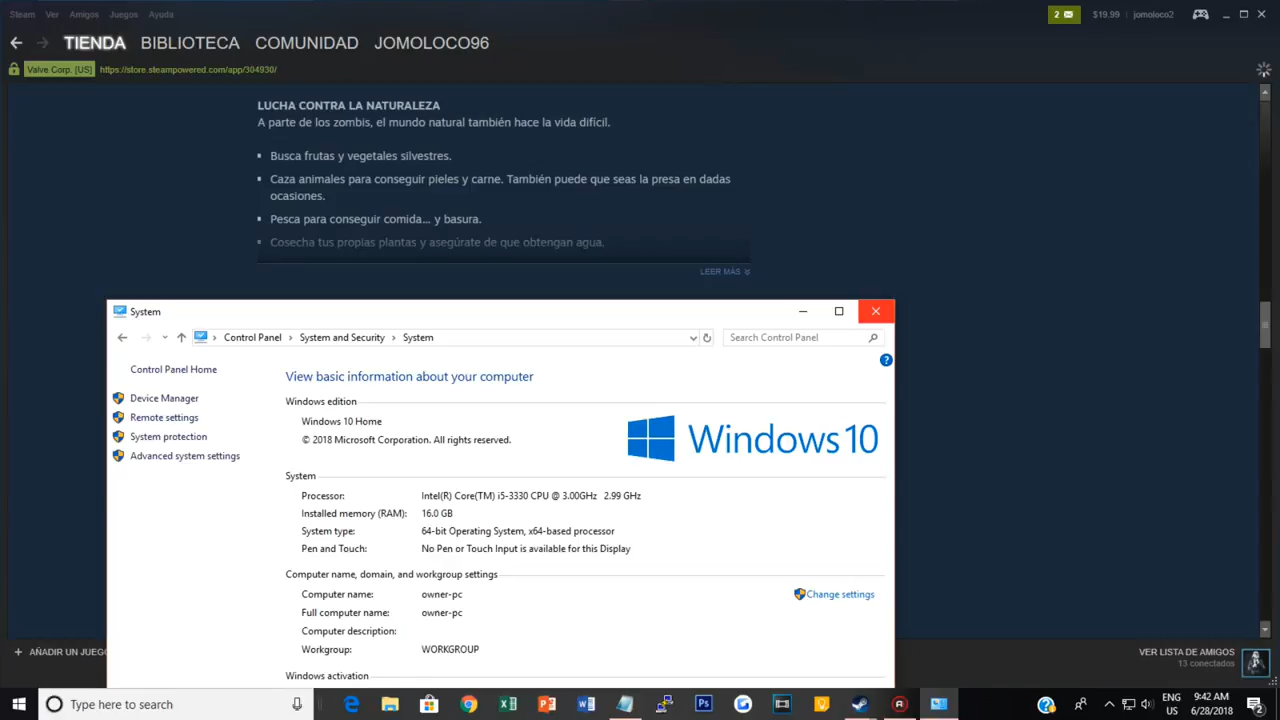 Steam Ver Amigos Juegos Ayuda
2 $19.99 jomoloco2
TIENDA BIBLIOTECA COMUNIDAD JOMOLOCO96
Valve Corp. [US] https://store.steampowered.com/app/304930/
LUCHA CONTRA LA NATURALEZA
A parte de los zombis, el mundo natural también hace la vida difícil.
Busca frutas y vegetales silvestres.
Caza animales para conseguir pieles y carne. También puede que seas la presa en dadas
ocasiones.
Pesca para conseguir comida... y basura.
Cosecha tus propias plantas y asegúrate de que obtengan agua.
LEER MÁS
System
Control Panel > System and Security > System
Search Control Panel
Control Panel Home
Device Manager
Remote settings
System protection
Advanced system settings
View basic information about your computer
Windows edition
Windows 10 Home
© 2018 Microsoft Corporation. All rights reserved.
Windows 10
System
Processor: Intel(R) Core(TM) i5-3330 CPU @ 3.00GHz 2.99 GHz
Installed memory (RAM): 16.0 GB
System type: 64-bit Operating System, x64-based processor
Pen and Touch: No Pen or Touch Input is available for this Display
Computer name, domain, and workgroup settings
Computer name: owner-pc
Change settings
Full computer name: owner-pc
Computer description:
Workgroup: WORKGROUP
Windows activation
+ AÑADIR UN JUEGO
VER LISTA DE AMIGOS
13 conectados
Type here to search
ENG
US
9:42 AM
6/28/2018
2